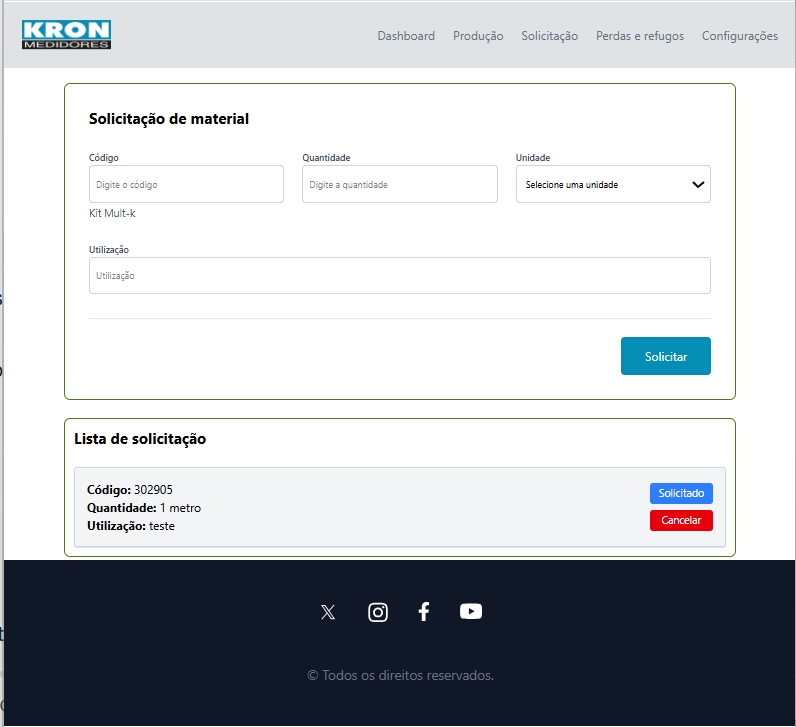 KRON
MEDIDORES
Dashboard Produção Solicitação Perdas e refugos Configurações
Solicitação de material
Código Quantidade Unidade
Digite o código Digite a quantidade Selecione uma unidade
Kit Mult-k
Utilização
Utilização
Solicitar
Lista de solicitação
Código: 302905
Solicitado
Quantidade: 1 metro
Cancelar
Utilização: teste
© Todos os direitos reservados.